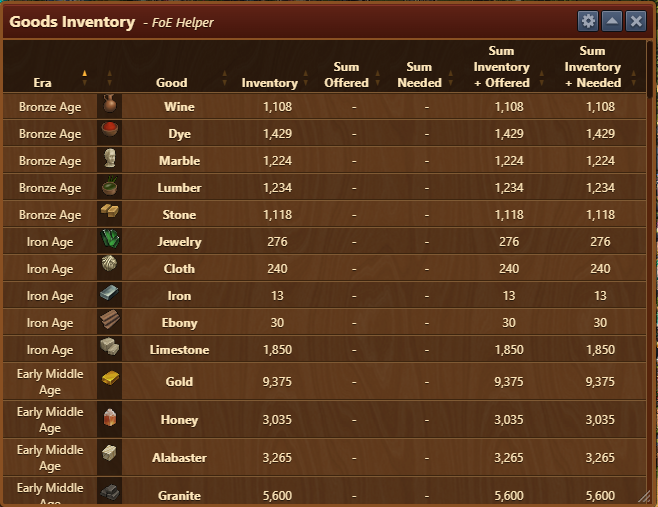 Goods Inventory - FoE Helper
Era Good Inventory Sum Offered Sum Needed Sum Inventory + Offered Sum Inventory + Needed
Bronze Age Wine 1,108 - - 1,108 1,108
Bronze Age Dye 1,429 - - 1,429 1,429
Bronze Age Marble 1,224 - - 1,224 1,224
Bronze Age Lumber 1,234 - - 1,234 1,234
Bronze Age Stone 1,118 - - 1,118 1,118
Iron Age Jewelry 276 - - 276 276
Iron Age Cloth 240 - - 240 240
Iron Age Iron 13 - - 13 13
Iron Age Ebony 30 - - 30 30
Iron Age Limestone 1,850 - - 1,850 1,850
Early Middle Age Gold 9,375 - - 9,375 9,375
Early Middle Age Honey 3,035 - - 3,035 3,035
Early Middle Age Alabaster 3,265 - - 3,265 3,265
Early Middle Age Granite 5,600 - - 5,600 5,600